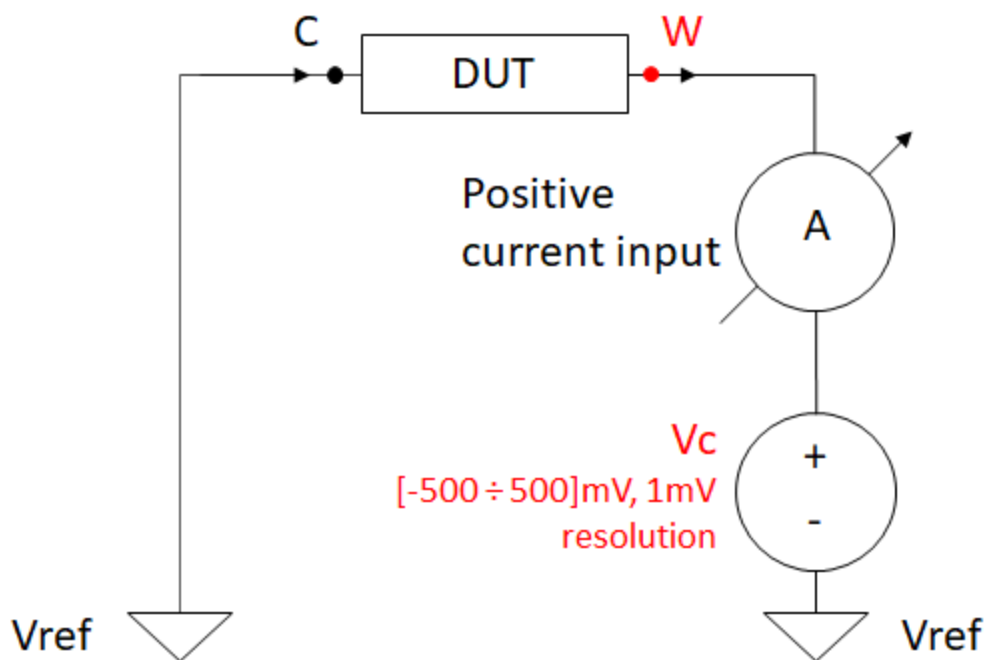 C
W
DUT
Positive
current input
A
Vc
[-500 ÷ 500]mV, 1mV
resolution
+
-
Vref
Vref